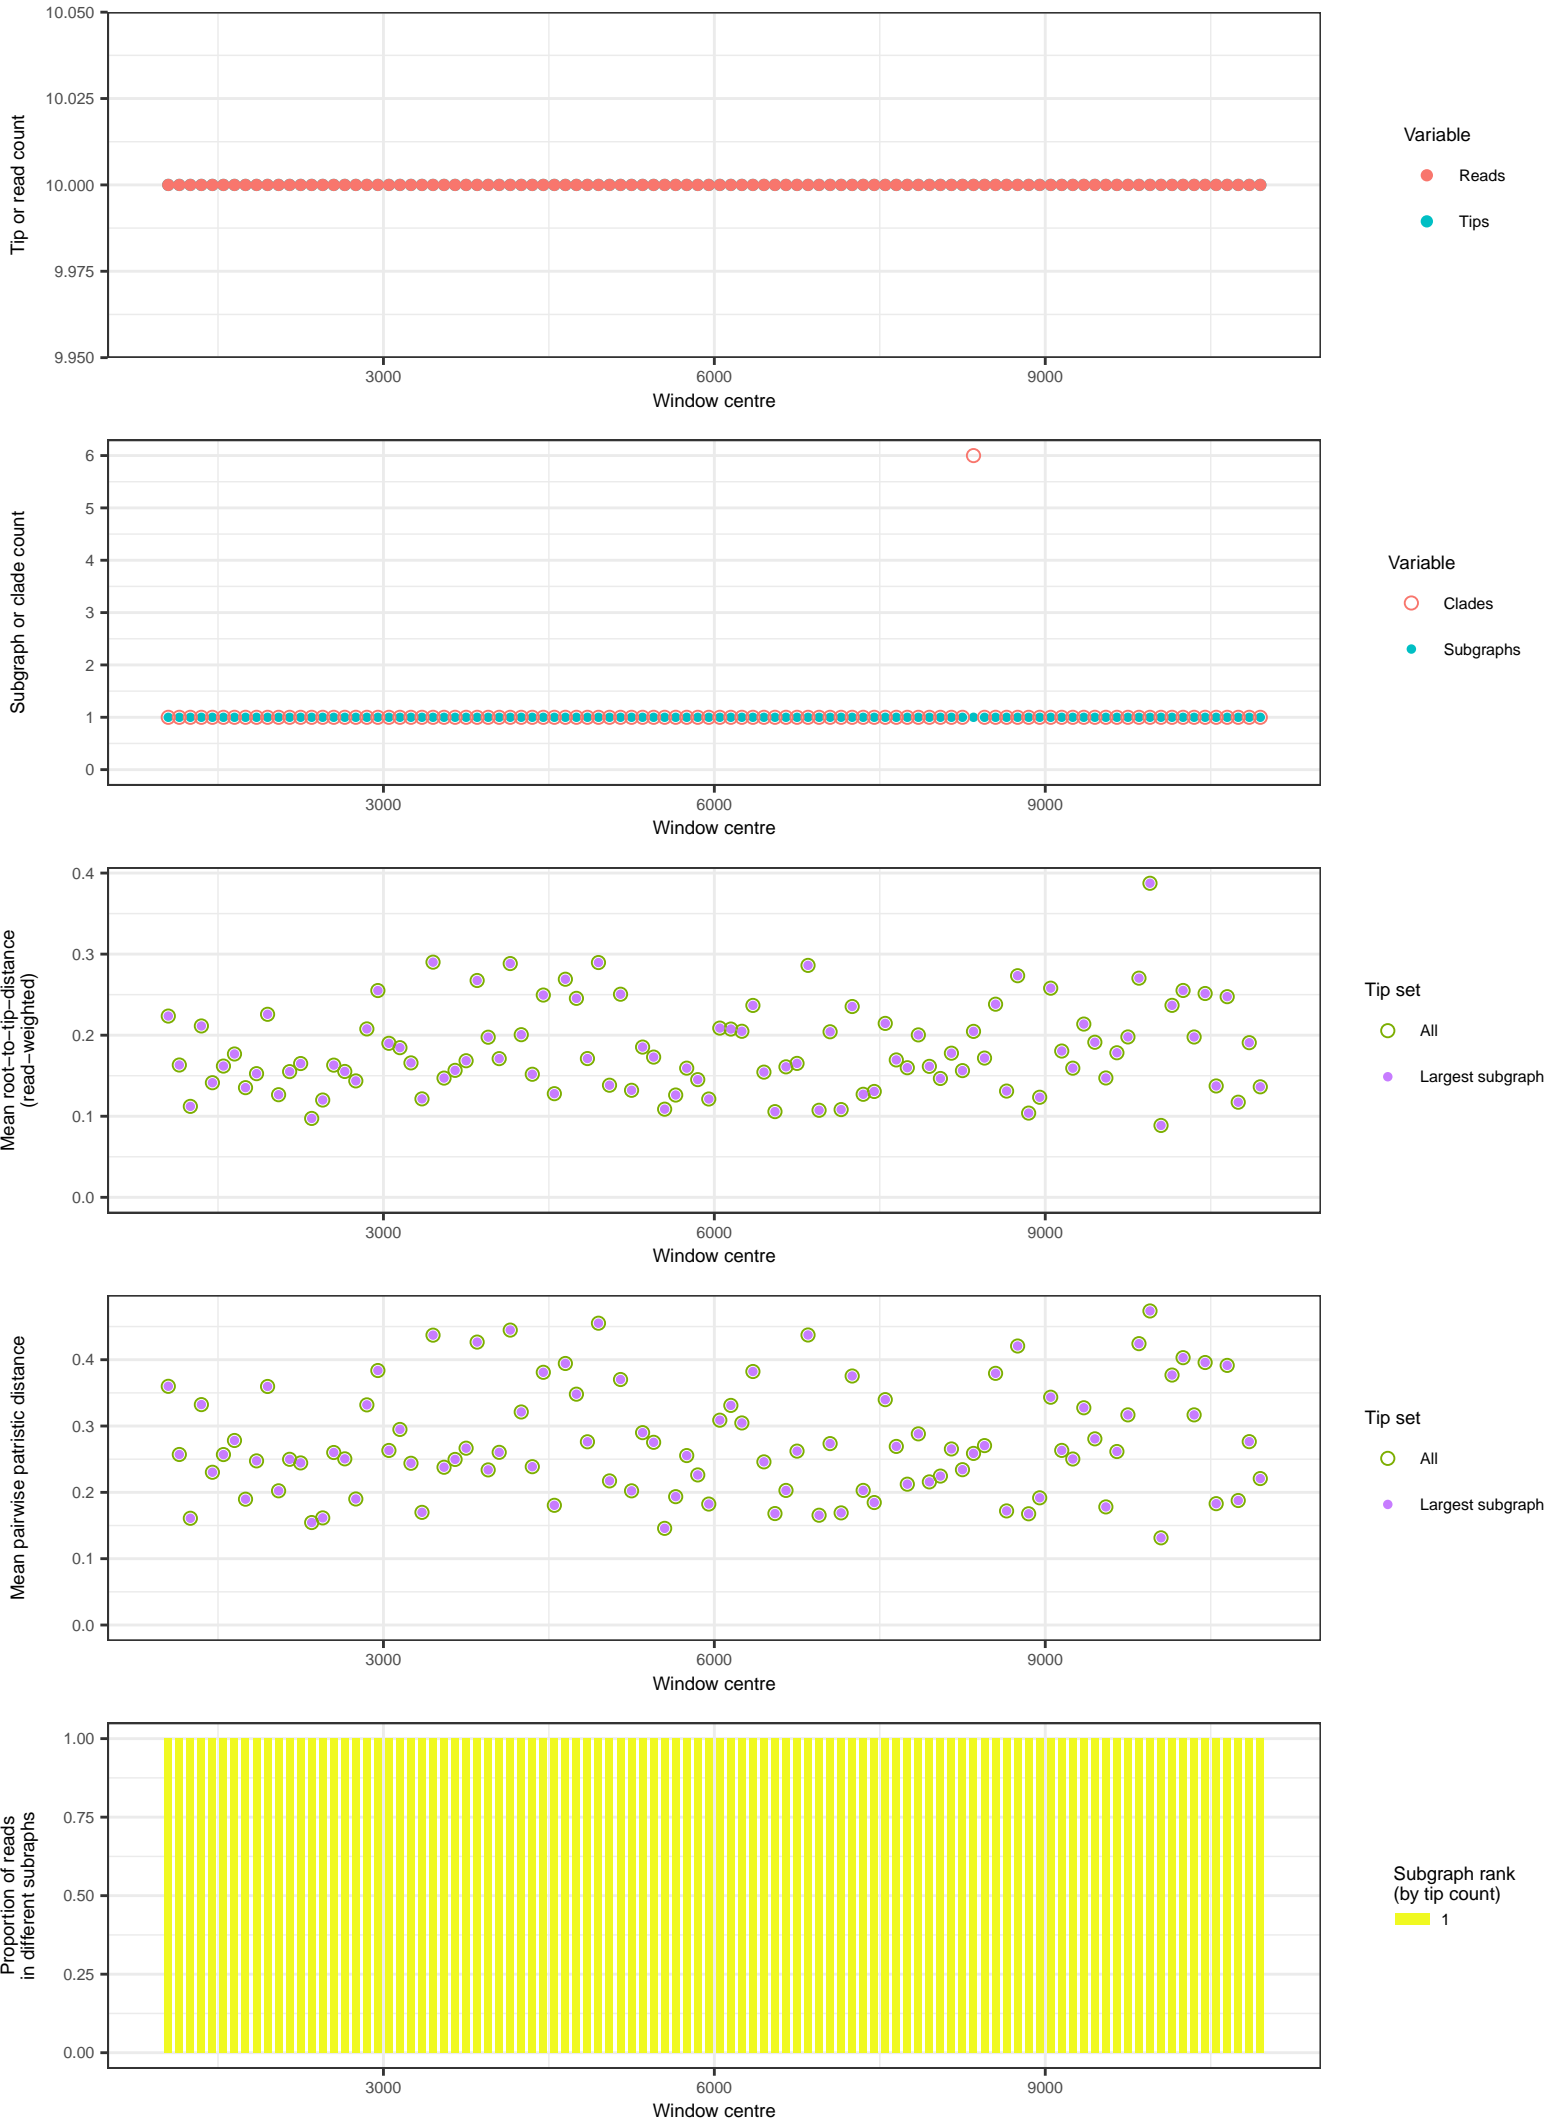 10.050
10.025
10.000
9.975
9.950
Tip or read count
3000
6000
9000
Window centre
Variable
Reads
Tips
6
5
4
3
2
1
0
Subgraph or clade count
3000
6000
9000
Window centre
Variable
Clades
Subgraphs
0.4
0.3
0.2
0.1
0.0
Mean root−to−tip−distance
(read−weighted)
3000
6000
9000
Window centre
Tip set
All
Largest subgraph
0.4
0.3
0.2
0.1
0.0
Mean pairwise patristic distance
3000
6000
9000
Window centre
Tip set
All
Largest subgraph
1.00
0.75
0.50
0.25
0.00
Proportion of reads
in different subraphs
3000
6000
9000
Window centre
Subgraph rank
(by tip count)
1